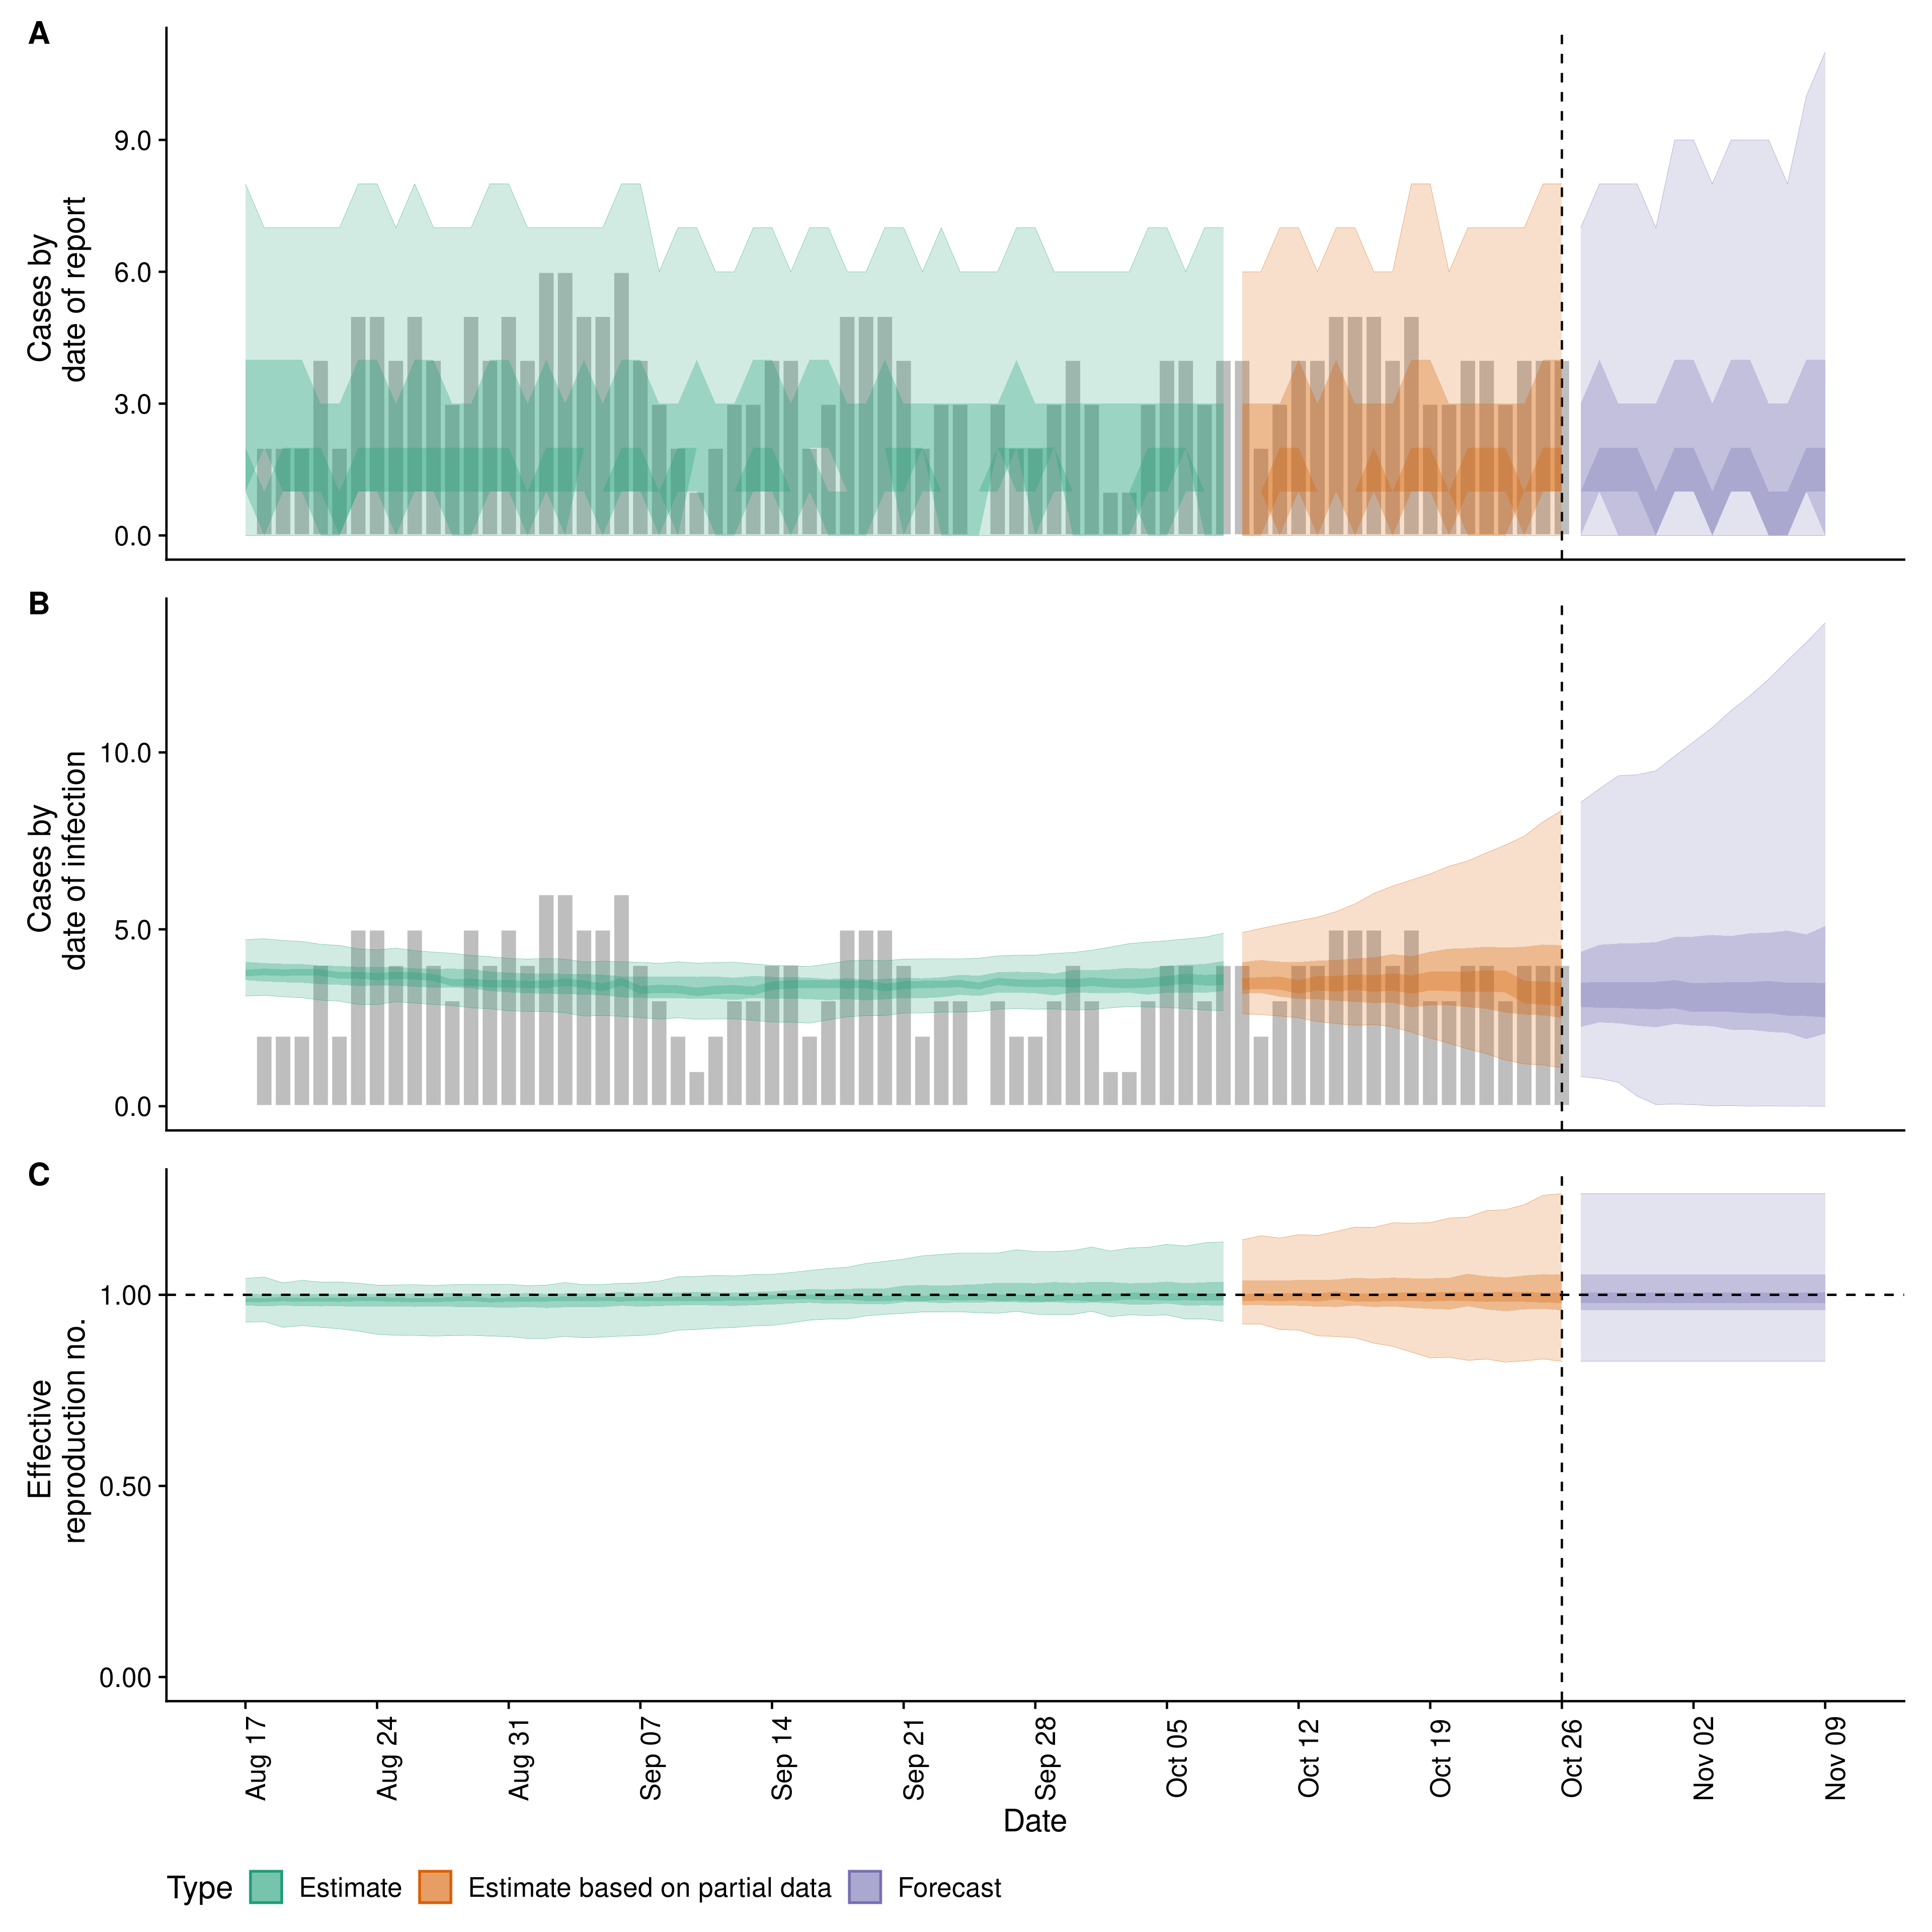 A
Cases by
date of report
9.0
6.0
3.0
0.0
B
Cases by
date of infection
10.0
5.0
0.0
C
Effective
reproduction no.
1.00
0.50
0.00
Aug 17
Aug 24
Aug 31
Sep 07
Sep 14
Sep 21
Sep 28
Oct 05
Oct 12
Oct 19
Oct 26
Nov 02
Nov 09
Date
Type Estimate Estimate based on partial data Forecast